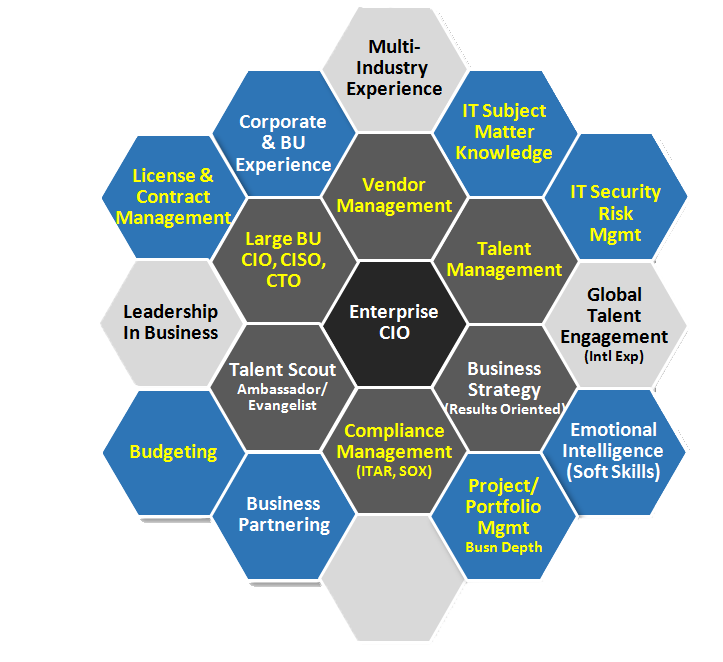 Multi-
Industry
Experience
Corporate
& BU
Experience
IT Subject
Matter
Knowledge
License &
Contract
Management
Vendor
Management
IT Security
Risk
Mgmt
Large BU
CIO, CISO,
CTO
Talent
Management
Leadership
In Business
Enterprise
CIO
Global
Talent
Engagement
(Intl Exp)
Talent Scout
Ambassador/
Evangelist
Business
Strategy
(Results Oriented)
Budgeting
Compliance
Management
(ITAR, SOX)
Emotional
Intelligence
(Soft Skills)
Business
Partnering
Project/
Portfolio
Mgmt
Busn Depth